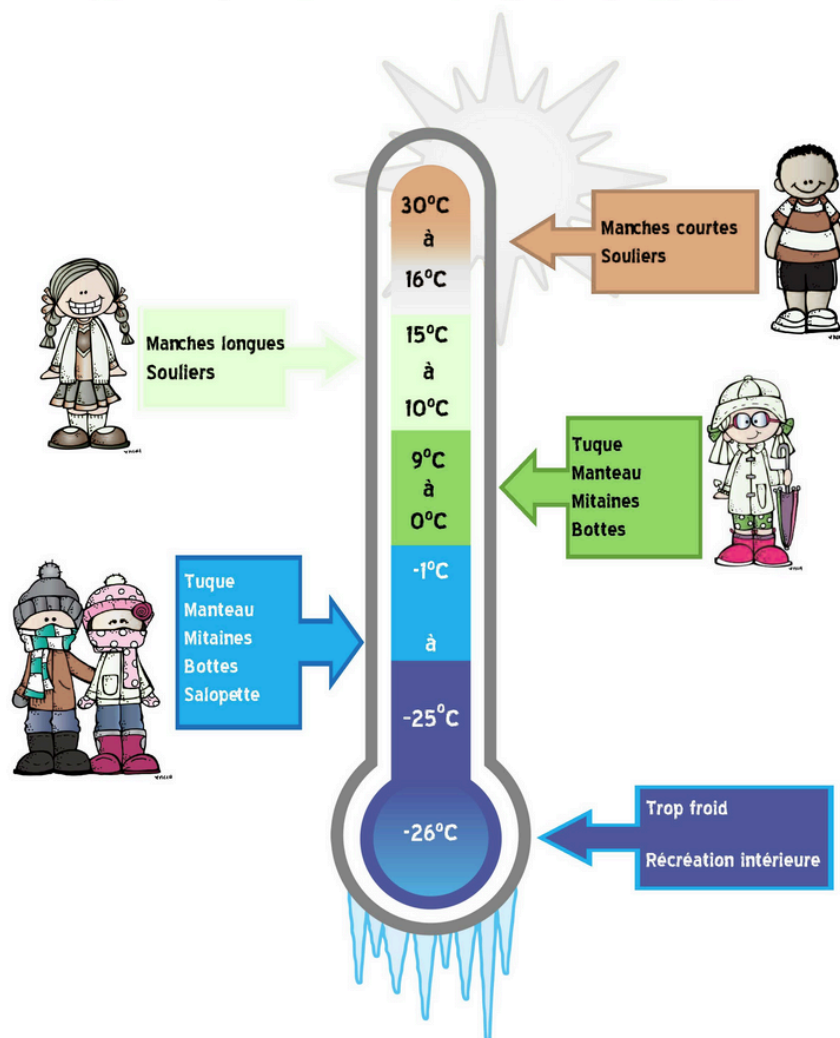 30°C
à
16°C
Manches courtes
Souliers
15°C
à
10°C
Manches longues
Souliers
9°C
à
0°C
Tuque
Manteau
Mitaines
Bottes
-1°C
à
-25°C
Tuque
Manteau
Mitaines
Bottes
Salopette
-26°C
Trop froid
Récréation intérieure